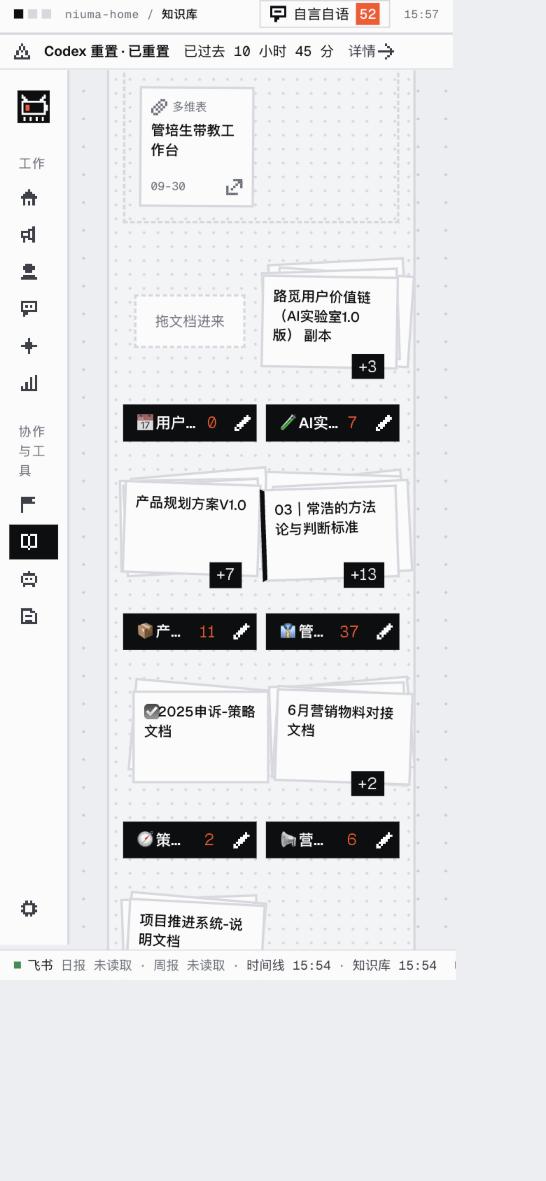 niuma-home / 知识库
自言自语 52
15:57
Codex 重置 · 已重置 已过去 10 小时 45 分 详情
多维表
管培生带教工
作台
09-30
工作
拖文档进来
路觅用户价值链
（AI实验室1.0
版） 副本
+3
用户... 0
AI实... 7
协作
与工
具
产品规划方案V1.0
+7
03｜常浩的方法
论与判断标准
+13
产... 11
管... 37
2025申诉-策略
文档
6月营销物料对接
文档
+2
策... 2
营... 6
项目推进系统-说
明文档
飞书 日报 未读取 · 周报 未读取 · 时间线 15:54 · 知识库 15:54